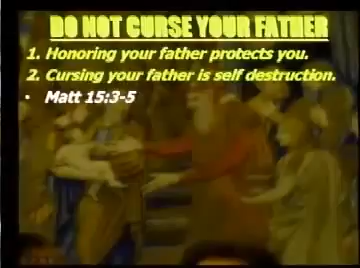 DO NOT CURSE YOUR FATHER
1. Honoring your father protects you.
2. Cursing your father is self destruction.
• Matt 15:3-5